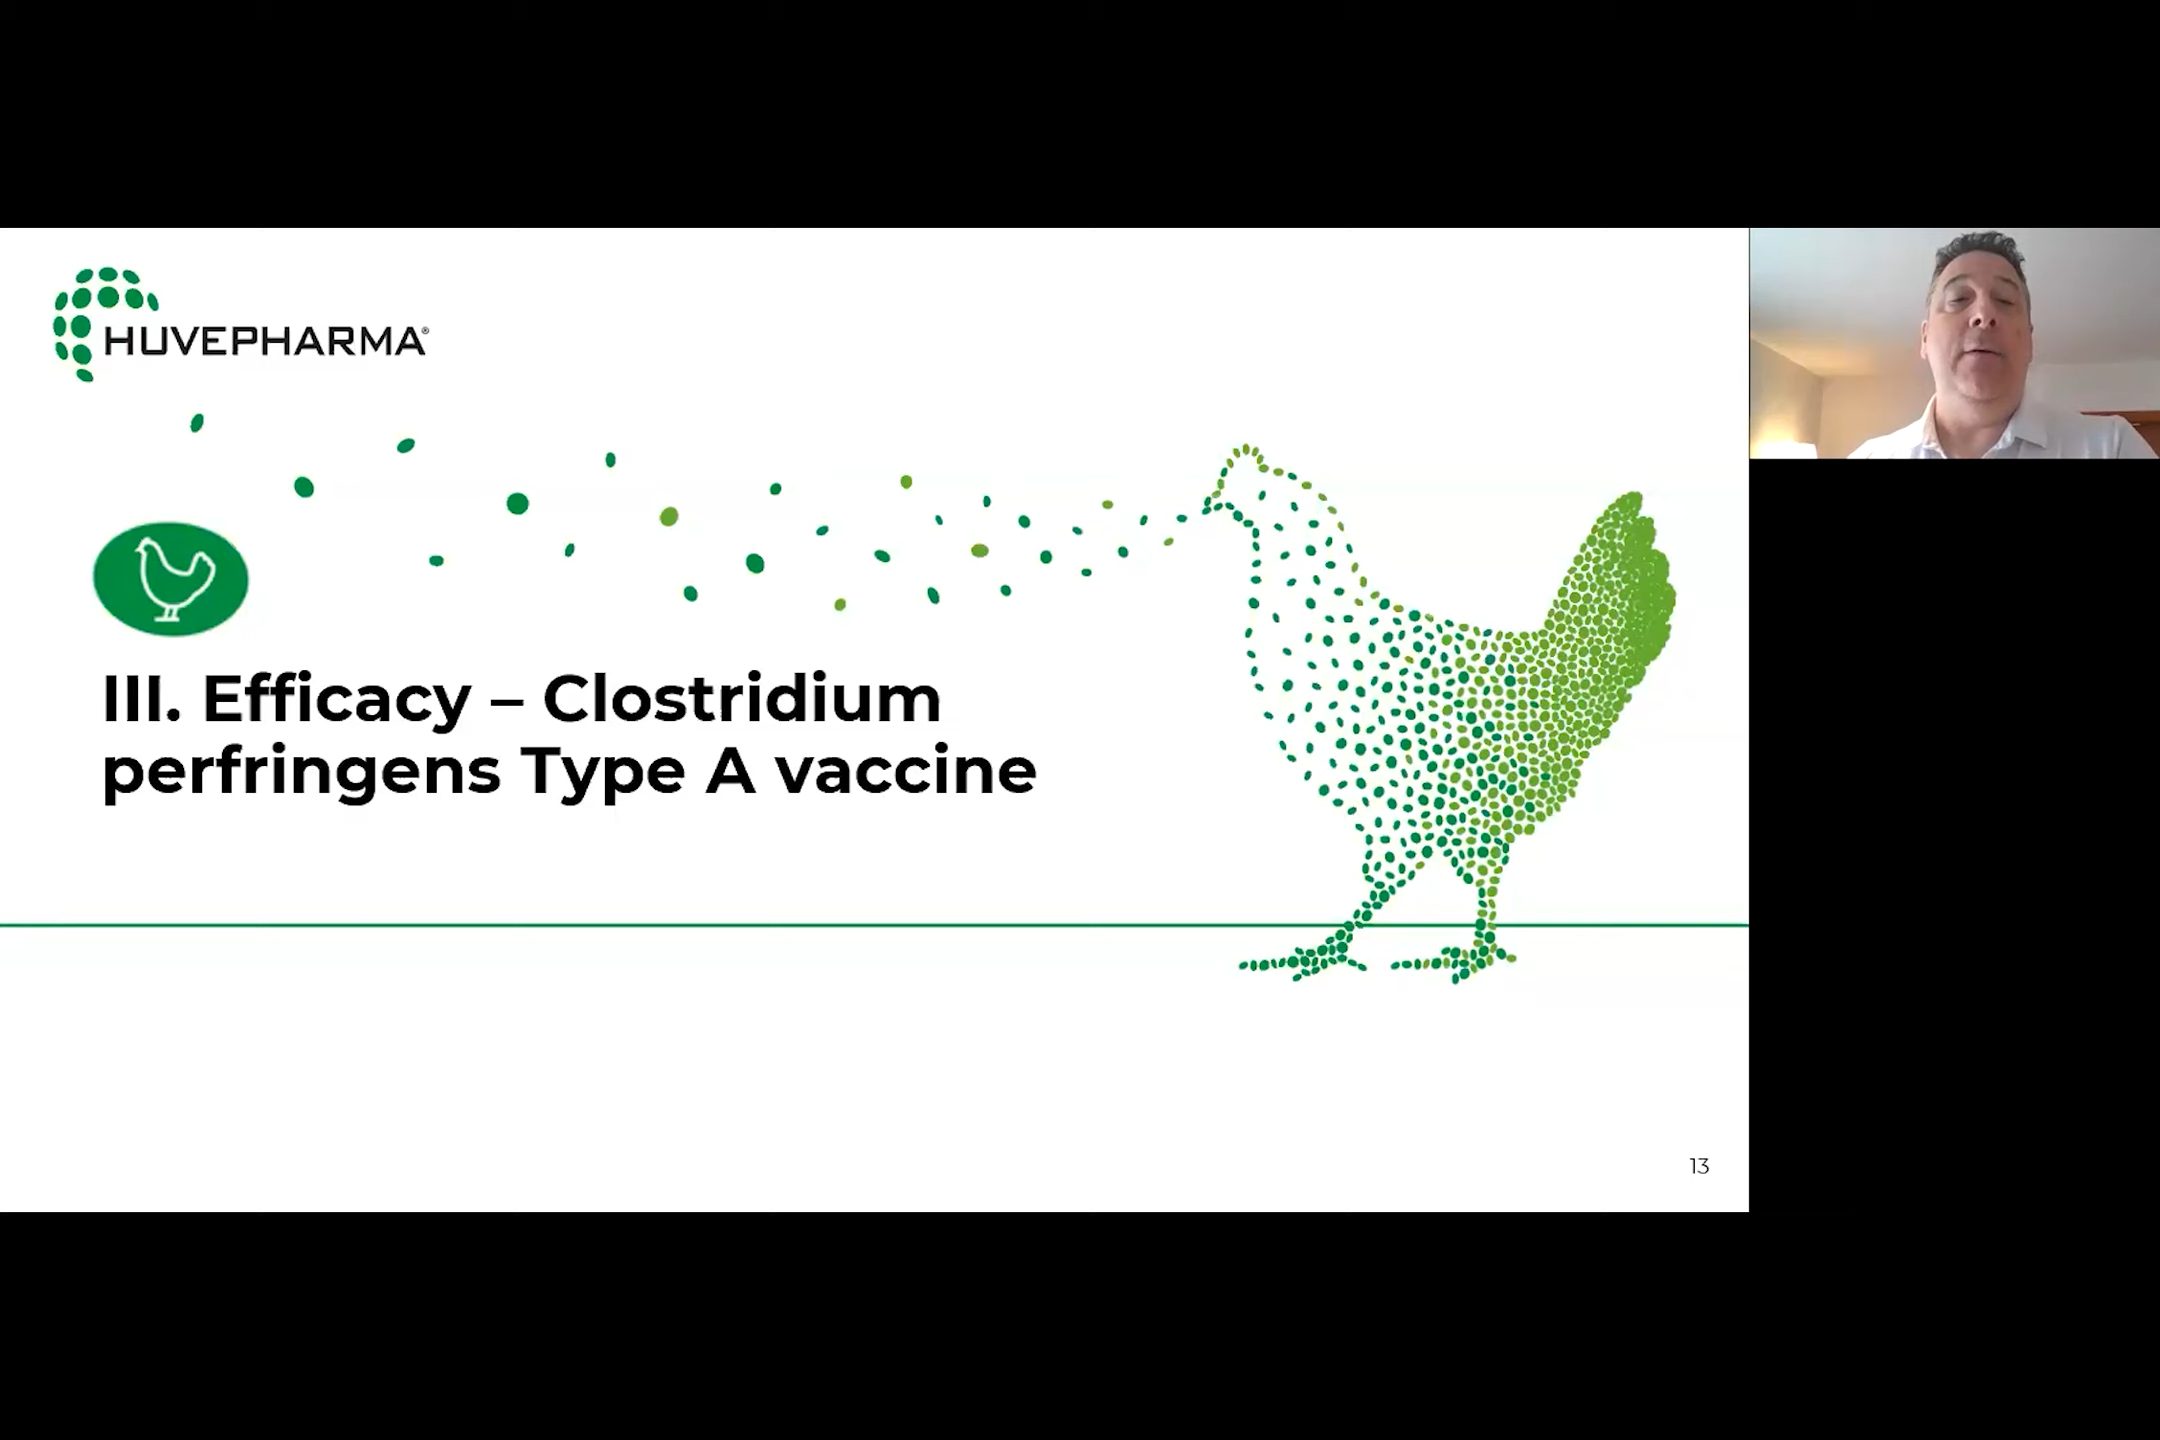 HUVEPHARMA®
III. Efficacy – Clostridium
perfringens Type A vaccine
13